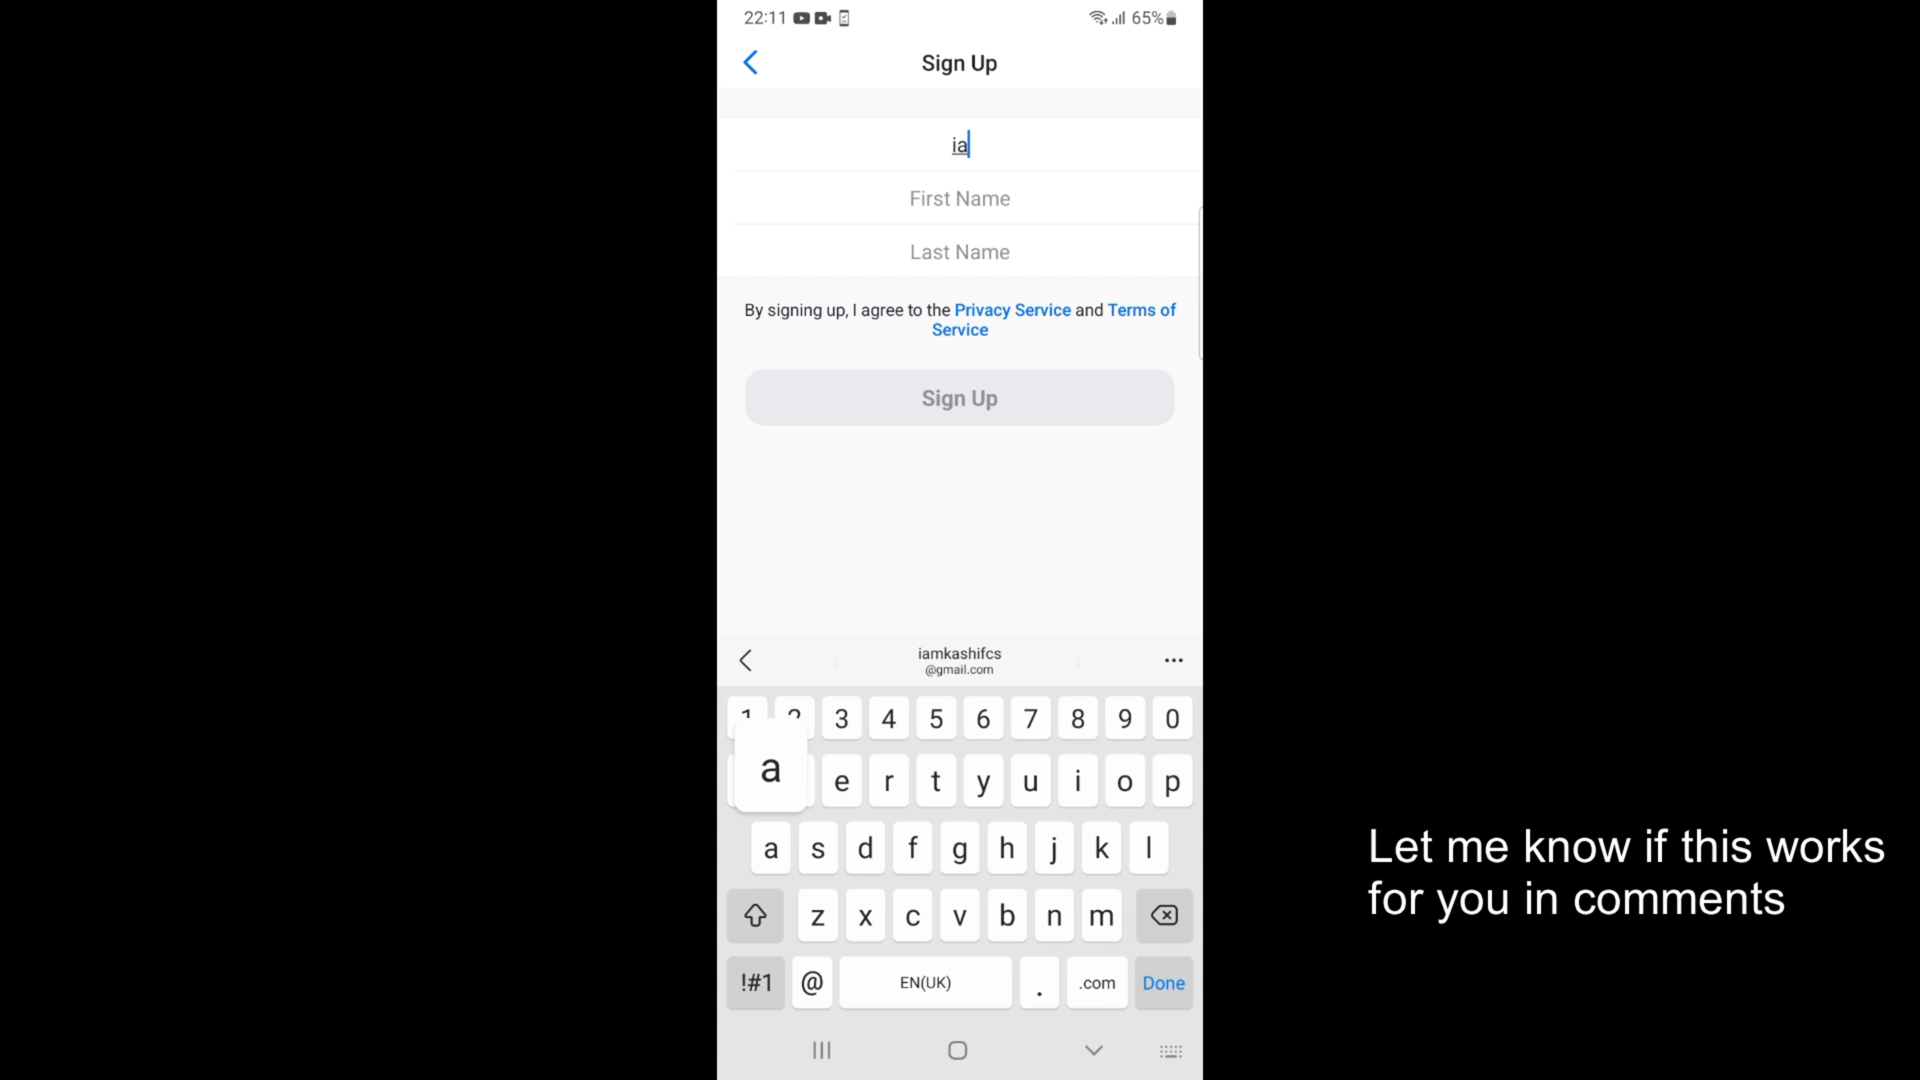 22:11
65%
Sign Up
ia
First Name
Last Name
By signing up, I agree to the Privacy Service and Terms of
Service
Sign Up
iamkashifcs
@gmail.com
1 2 3 4 5 6 7 8 9 0
a
e r t y u i o p
a s d f g h j k l
z x c v b n m
!#1 @ EN(UK) . .com Done
Let me know if this works
for you in comments